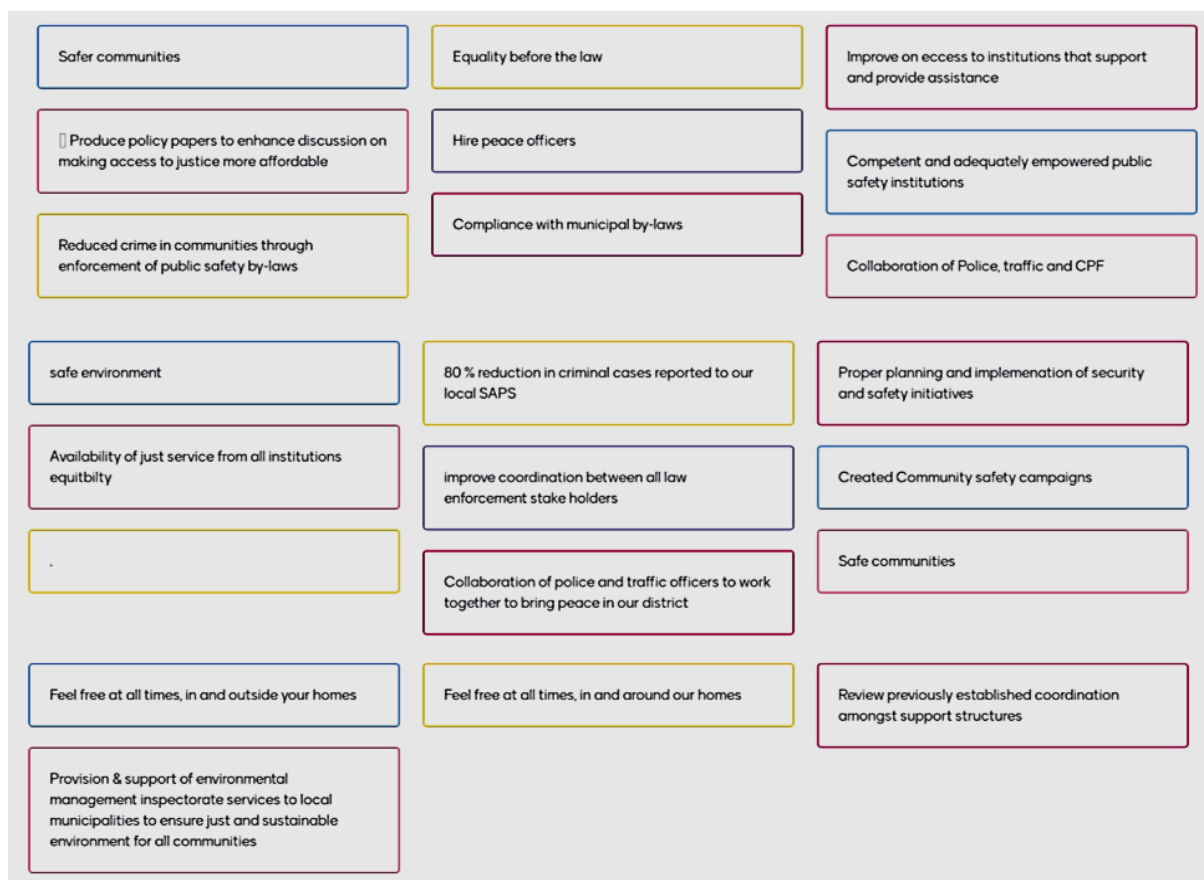 Safer communities
▯ Produce policy papers to enhance discussion on
making access to justice more affordable
Reduced crime in communities through
enforcement of public safety by-laws
Equality before the law
Hire peace officers
Compliance with municipal by-laws
Improve on eccess to institutions that support
and provide assistance
Competent and adequately empowered public
safety institutions
Collaboration of Police, traffic and CPF
safe environment
Availability of just service from all institutions
equitbilty
.
80 % reduction in criminal cases reported to our
local SAPS
improve coordination between all law
enforcement stake holders
Collaboration of police and traffic officers to work
together to bring peace in our district
Proper planning and implemenation of security
and safety initiatives
Created Community safety campaigns
Safe communities
Feel free at all times, in and outside your homes
Provision & support of environmental
management inspectorate services to local
municipalities to ensure just and sustainable
environment for all communities
Feel free at all times, in and around our homes
Review previously established coordination
amongst support structures